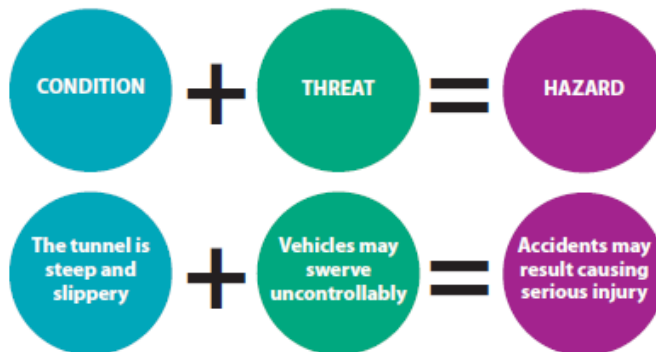 CONDITION + THREAT = HAZARD
The tunnel is
steep and
slippery
+
Vehicles may
swerve
uncontrollably
=
Accidents may
result causing
serious injury